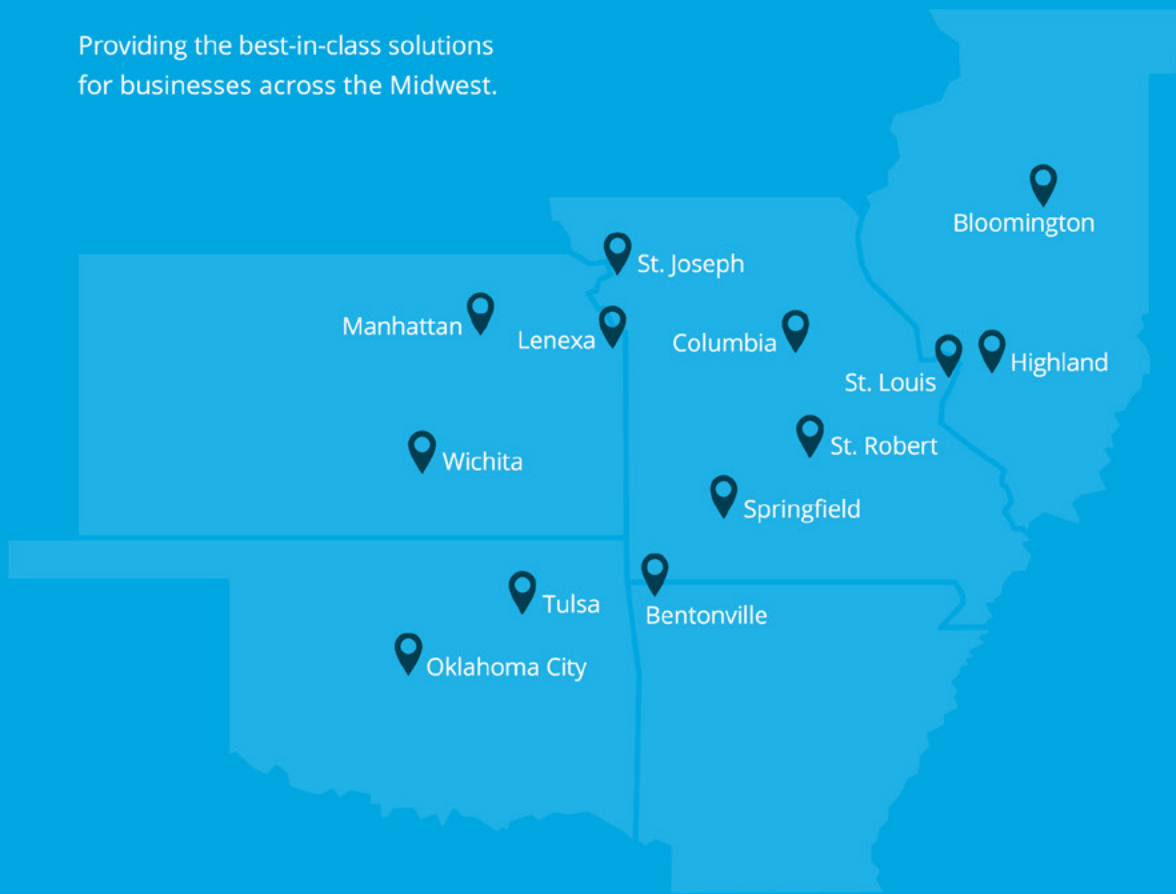 Providing the best-in-class solutions
for businesses across the Midwest.
Bloomington
St. Joseph
Manhattan
Lenexa
Columbia
Highland
St. Louis
St. Robert
Wichita
Springfield
Tulsa
Bentonville
Oklahoma City